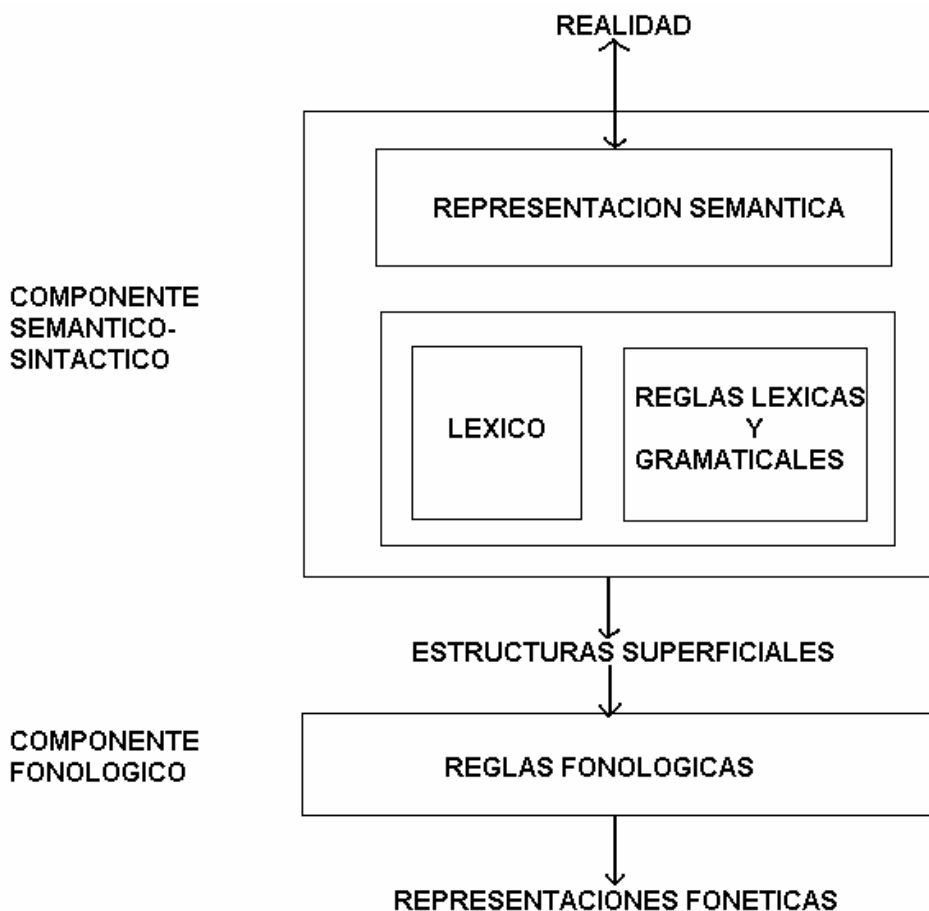 REALIDAD
REPRESENTACION SEMANTICA
COMPONENTE
SEMANTICO-
SINTACTICO
LEXICO
REGLAS LEXICAS
Y
GRAMATICALES
ESTRUCTURAS SUPERFICIALES
COMPONENTE
FONOLOGICO
REGLAS FONOLOGICAS
REPRESENTACIONES FONETICAS